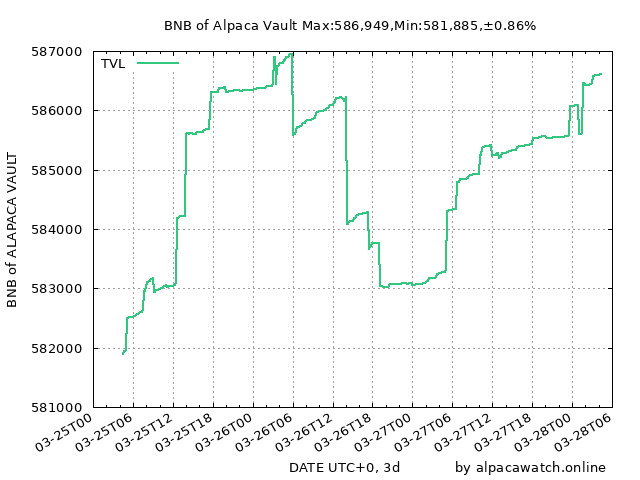 BNB of Alpaca Vault Max:586,949,Min:581,885,±0.86%
TVL
587000
586000
585000
584000
583000
582000
581000
BNB of ALAPACA VAULT
03-25T00
03-25T06
03-25T12
03-25T18
03-26T00
03-26T06
03-26T12
03-26T18
03-27T00
03-27T06
03-27T12
03-27T18
03-28T00
03-28T06
DATE UTC+0, 3d
by alpacawatch.online